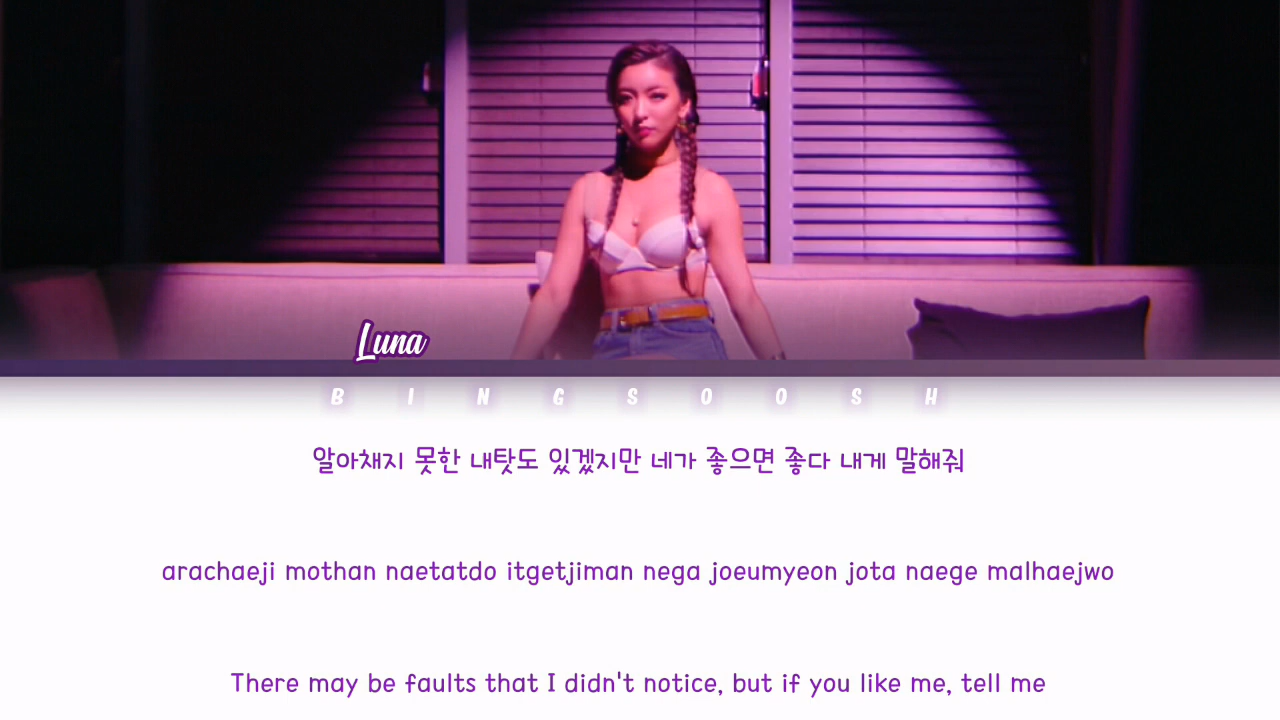 Luna
BINGSOOSH
알아채지 못한 내탓도 있겠지만 네가 좋으면 좋다 내게 말해줘
arachaeji mothan naetatdo itgetjiman nega joeumyeon jota naege malhaejwo
There may be faults that I didn't notice, but if you like me, tell me